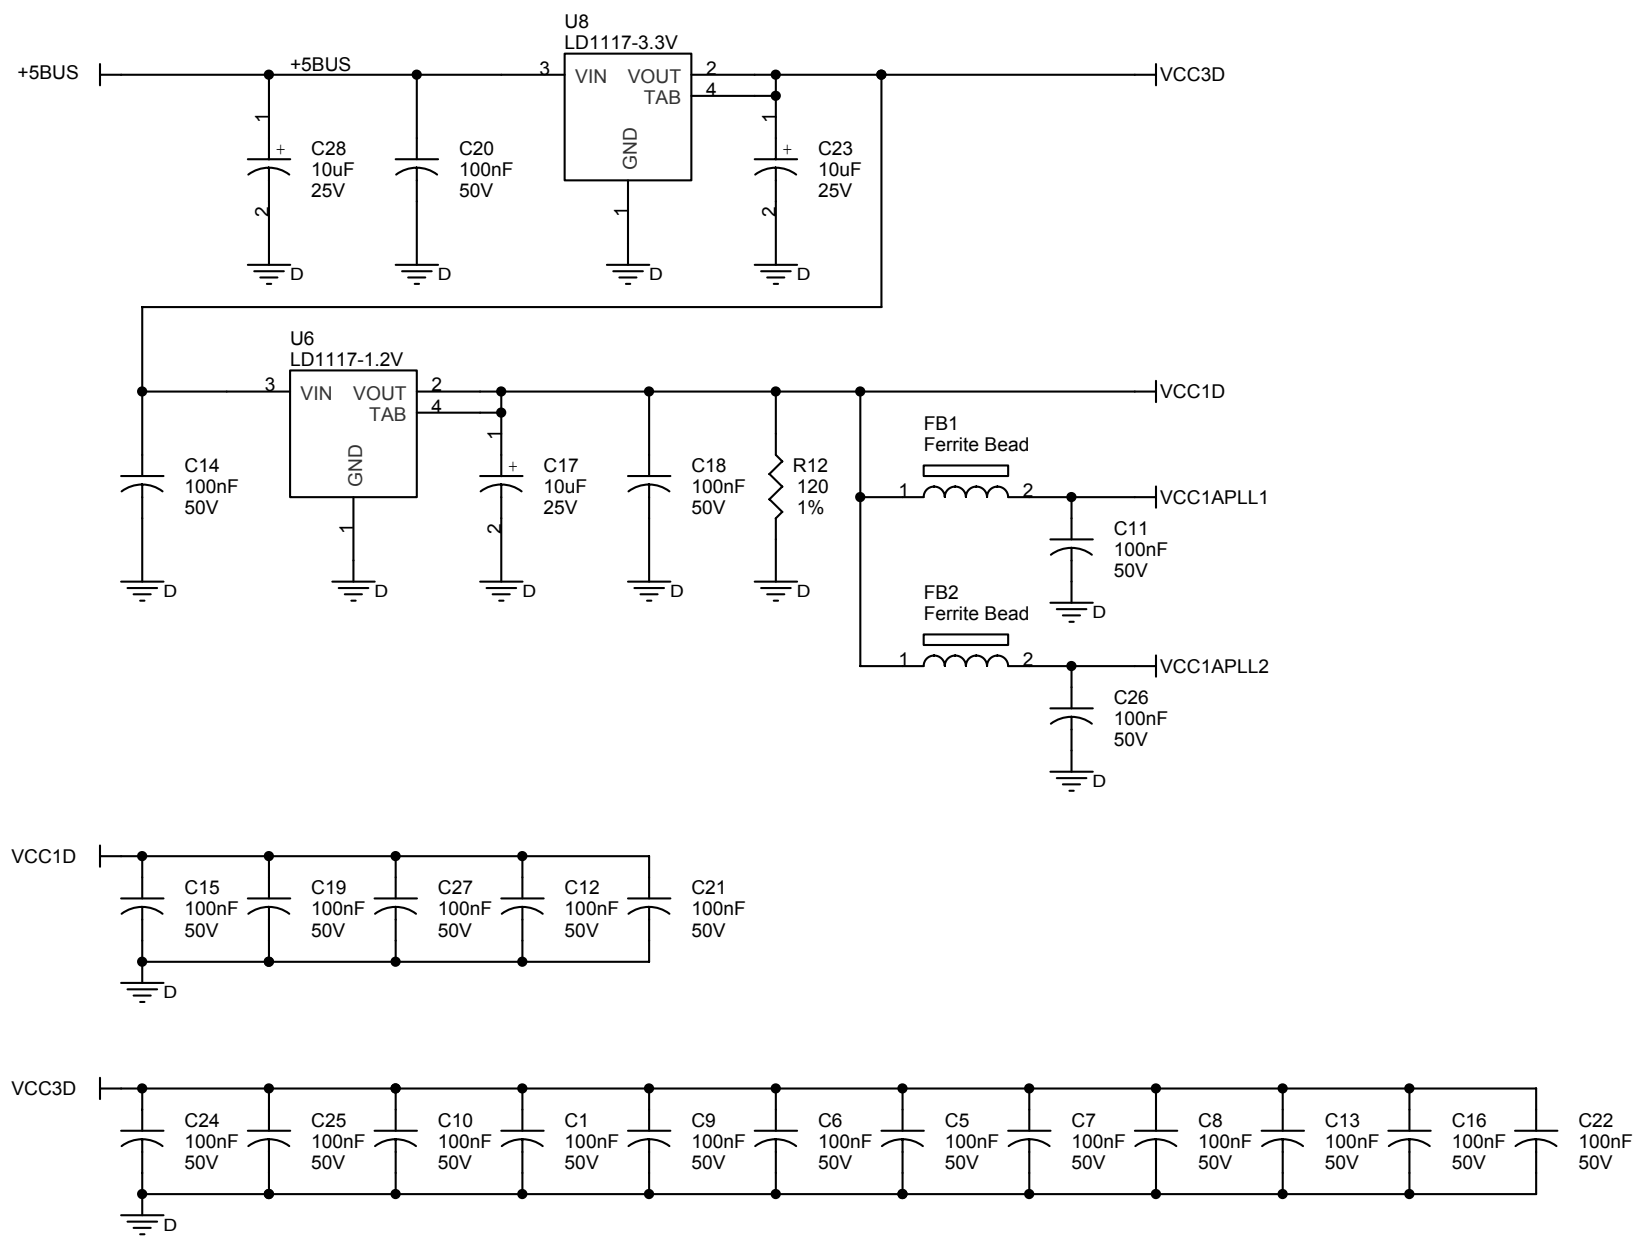 U8
LD1117-3.3V
+5BUS
+5BUS
3
VIN
VOUT
2
VCC3D
TAB
4
GND
1
1
1
+
C28
10uF
25V
C20
100nF
50V
+
C23
10uF
25V
2
2
D
D
D
D
U6
LD1117-1.2V
3
VIN
VOUT
2
VCC1D
TAB
4
GND
1
1
C14
100nF
50V
+
C17
10uF
25V
2
C18
100nF
50V
R12
120
1%
FB1
Ferrite Bead
1
2
VCC1APLL1
C11
100nF
50V
D
D
D
D
D
D
FB2
Ferrite Bead
1
2
VCC1APLL2
C26
100nF
50V
D
VCC1D
C15
100nF
50V
C19
100nF
50V
C27
100nF
50V
C12
100nF
50V
C21
100nF
50V
D
VCC3D
C24
100nF
50V
C25
100nF
50V
C10
100nF
50V
C1
100nF
50V
C9
100nF
50V
C6
100nF
50V
C5
100nF
50V
C7
100nF
50V
C8
100nF
50V
C13
100nF
50V
C16
100nF
50V
C22
100nF
50V
D